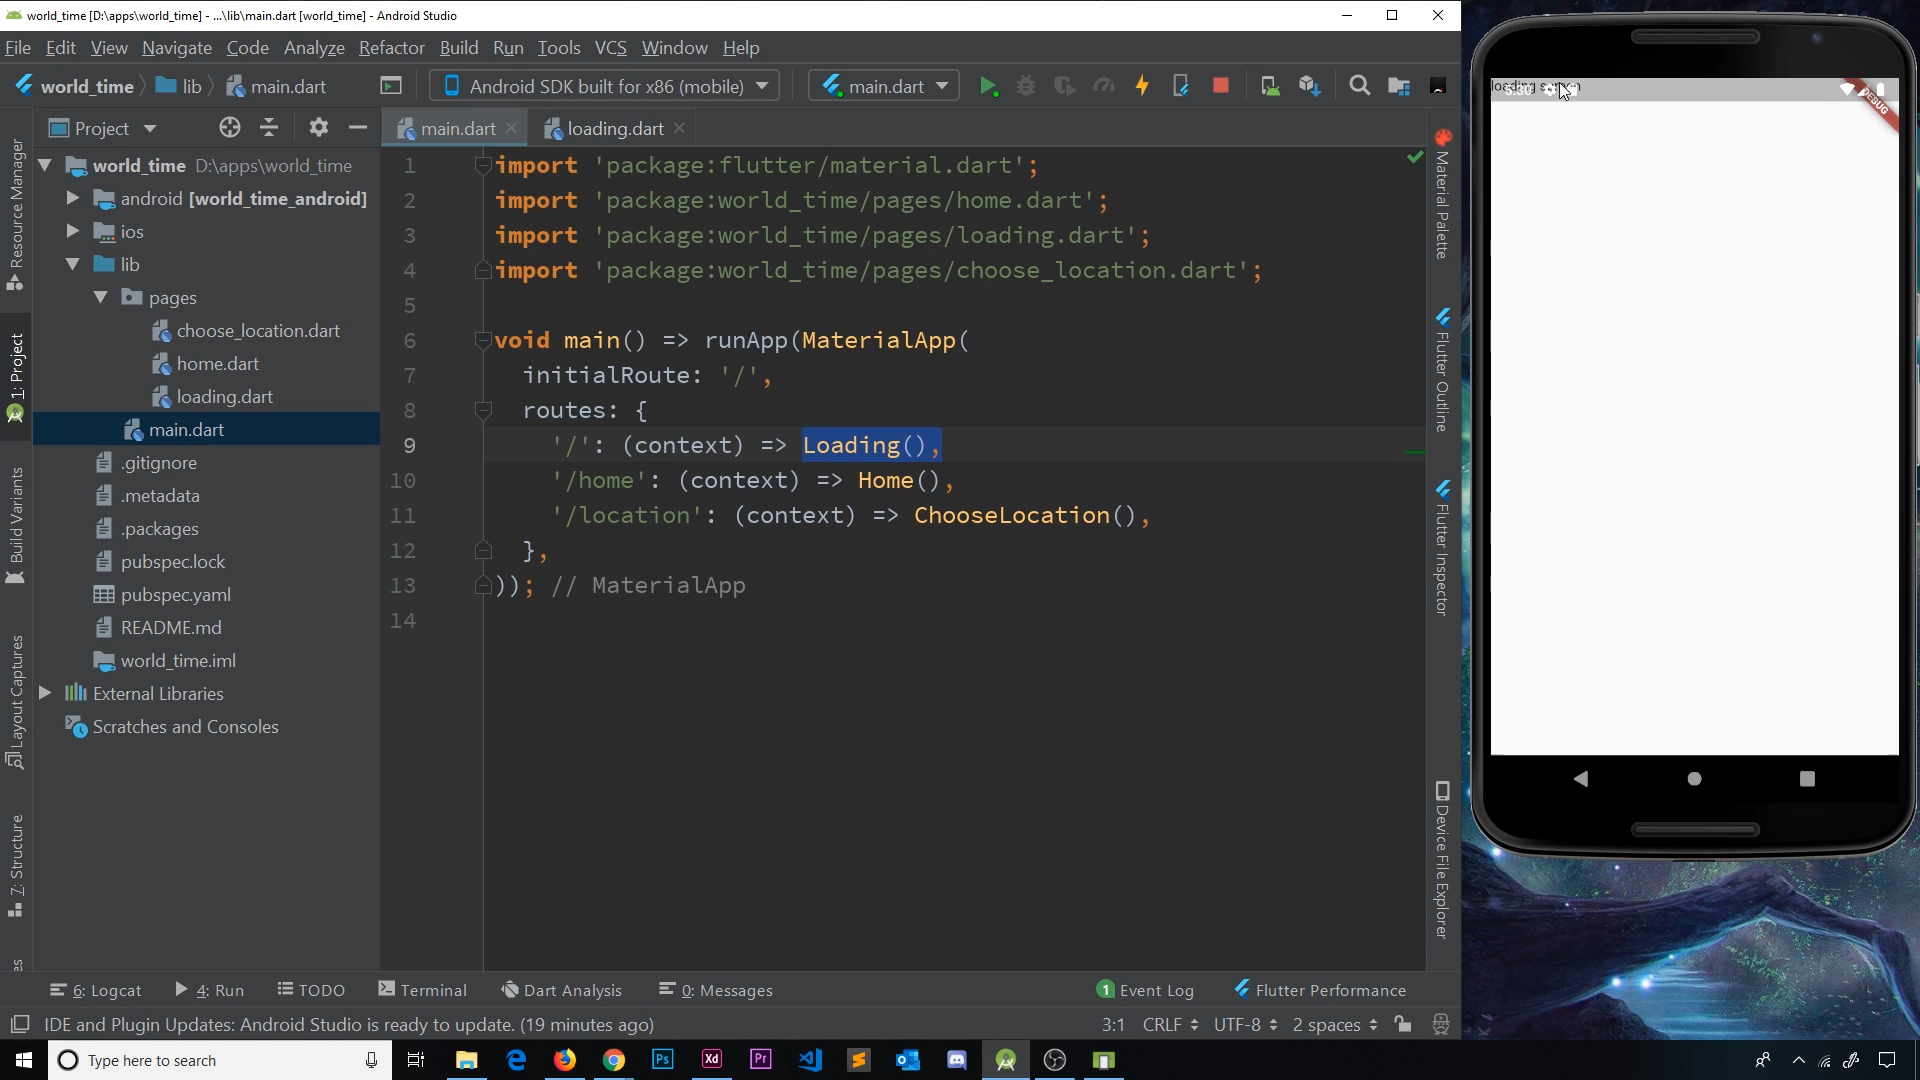 world_time [D:\apps\world_time] - ...\lib\main.dart [world_time] - Android Studio
File Edit View Navigate Code Analyze Refactor Build Run Tools VCS Window Help
world_time lib main.dart Android SDK built for x86 (mobile) main.dart
Project
main.dart loading.dart
world_time D:\apps\world_time
android [world_time_android]
ios
lib
pages
choose_location.dart
home.dart
loading.dart
main.dart
.gitignore
.metadata
.packages
pubspec.lock
pubspec.yaml
README.md
world_time.iml
External Libraries
Scratches and Consoles
1 import 'package:flutter/material.dart';
2 import 'package:world_time/pages/home.dart';
3 import 'package:world_time/pages/loading.dart';
4 import 'package:world_time/pages/choose_location.dart';
5
6 void main() => runApp(MaterialApp(
7 initialRoute: '/',
8 routes: {
9 '/': (context) => Loading(),
10 '/home': (context) => Home(),
11 '/location': (context) => ChooseLocation(),
12 },
13 )); // MaterialApp
14
Resource Manager
1: Project
Build Variants
Layout Captures
7: Structure
Material Palette
Flutter Outline
Flutter Inspector
Device File Explorer
DEBUG
6: Logcat 4: Run TODO Terminal Dart Analysis 0: Messages 1 Event Log Flutter Performance
IDE and Plugin Updates: Android Studio is ready to update. (19 minutes ago) 3:1 CRLF UTF-8 2 spaces
Type here to search
Ps
Xd
Pr